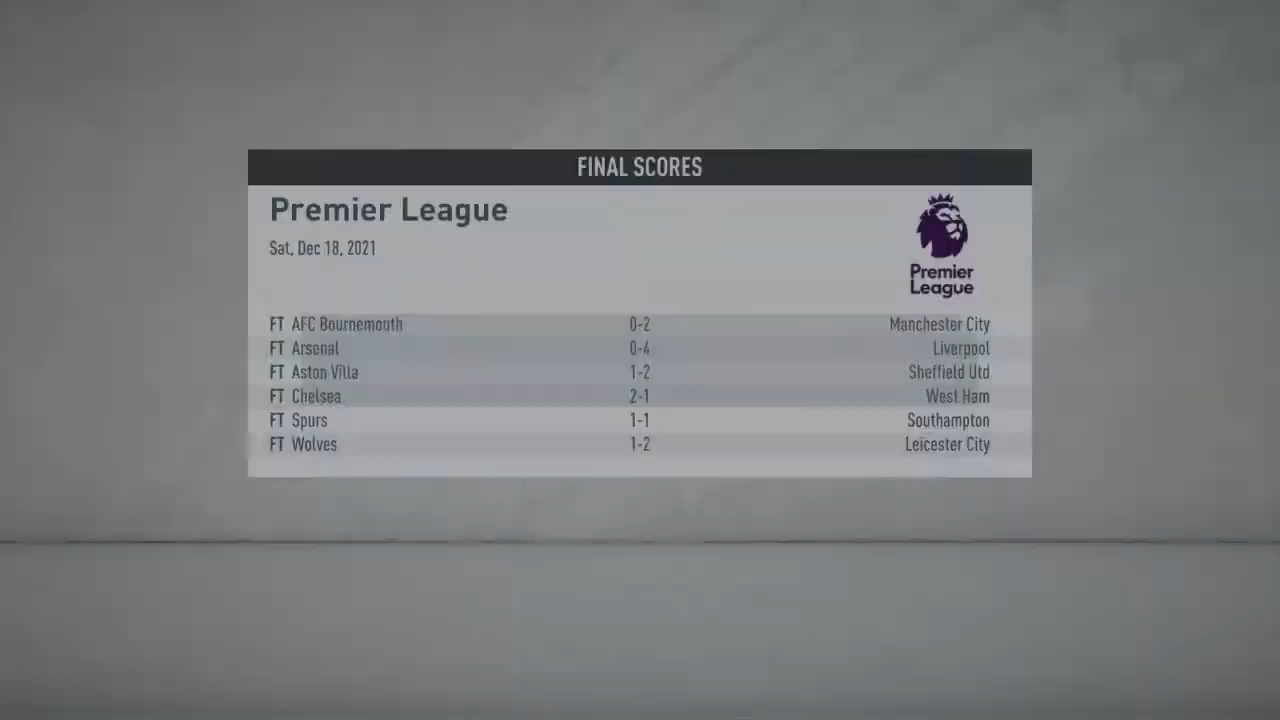 FINAL SCORES
Premier League
Sat, Dec 18, 2021
Premier
League
FT AFC Bournemouth 0-2 Manchester City
FT Arsenal 0-4 Liverpool
FT Aston Villa 1-2 Sheffield Utd
FT Chelsea 2-1 West Ham
FT Spurs 1-1 Southampton
FT Wolves 1-2 Leicester City